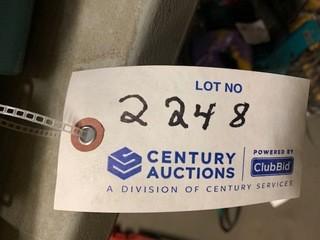 LOT NO
2248
CENTURY
AUCTIONS
POWERED BY
ClubBid
A DIVISION OF CENTURY SERVICES